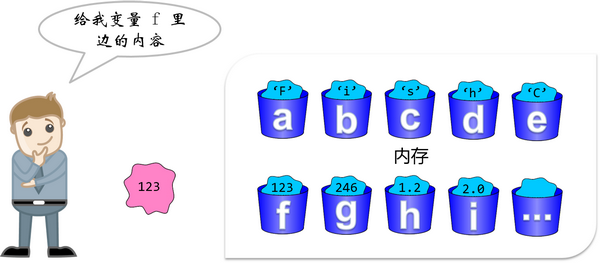 给我变量 f 里
边的内容
123
‘F’ ‘i’ ‘s’ ‘h’ ‘C’
a b c d e
内存
123 246 1.2 2.0
f g h i ...